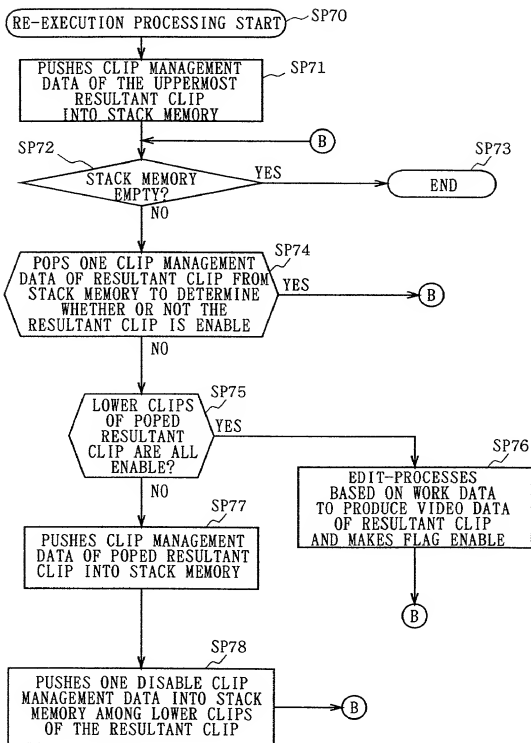 RE-EXECUTION PROCESSING START
SP70
PUSHES CLIP MANAGEMENT
DATA OF THE UPPERMOST
RESULTANT CLIP
INTO STACK MEMORY
SP71
B
SP72
STACK MEMORY
EMPTY?
YES
SP73
END
NO
SP74
POPS ONE CLIP MANAGEMENT
DATA OF RESULTANT CLIP FROM
STACK MEMORY TO DETERMINE
WHETHER OR NOT THE
RESULTANT CLIP IS ENABLE
YES
B
NO
SP75
LOWER CLIPS
OF POPED
RESULTANT
CLIP ARE ALL
ENABLE?
YES
SP76
EDIT-PROCESSES
BASED ON WORK DATA
TO PRODUCE VIDEO DATA
OF RESULTANT CLIP
AND MAKES FLAG ENABLE
B
NO
SP77
PUSHES CLIP MANAGEMENT
DATA OF POPED RESULTANT
CLIP INTO STACK MEMORY
SP78
PUSHES ONE DISABLE CLIP
MANAGEMENT DATA INTO STACK
MEMORY AMONG LOWER CLIPS
OF THE RESULTANT CLIP
B